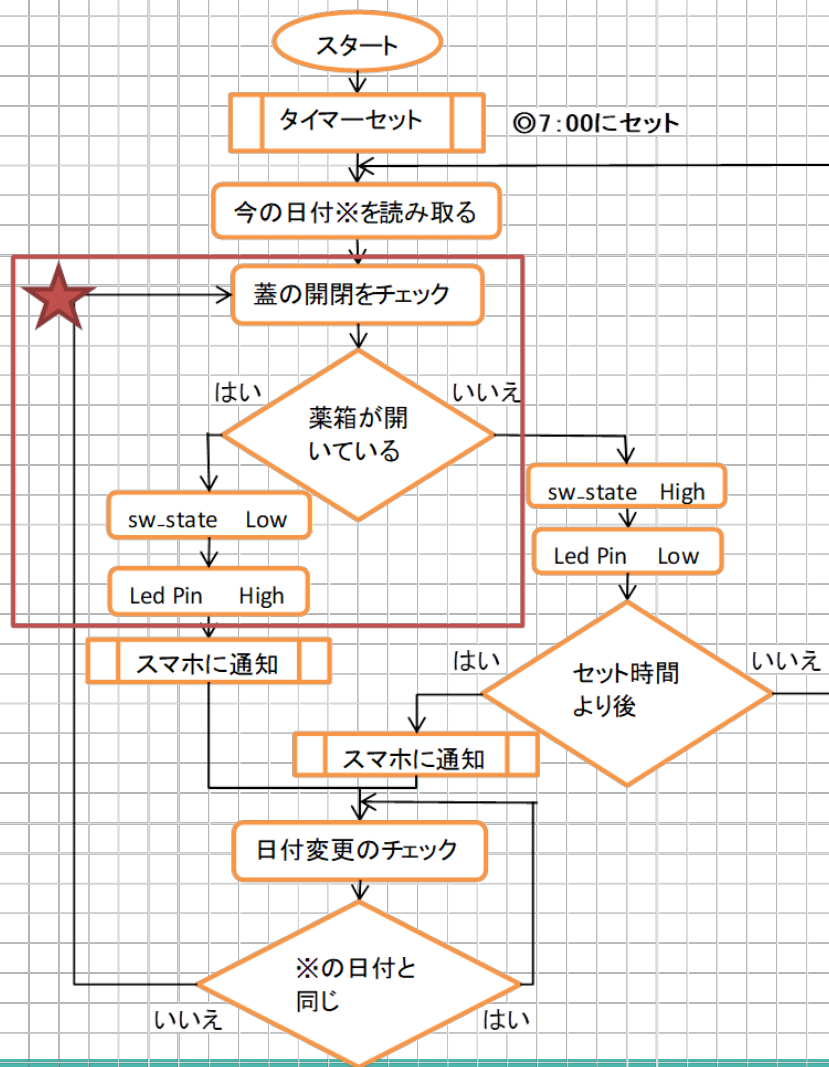 スタート
タイマーセット
◎7:00にセット
今の日付※を読み取る
蓋の開閉をチェック
はい
いいえ
薬箱が開
いている
sw_state Low
sw_state High
Led Pin High
Led Pin Low
スマホに通知
はい
いいえ
セット時間
より後
スマホに通知
日付変更のチェック
※の日付と
同じ
いいえ
はい